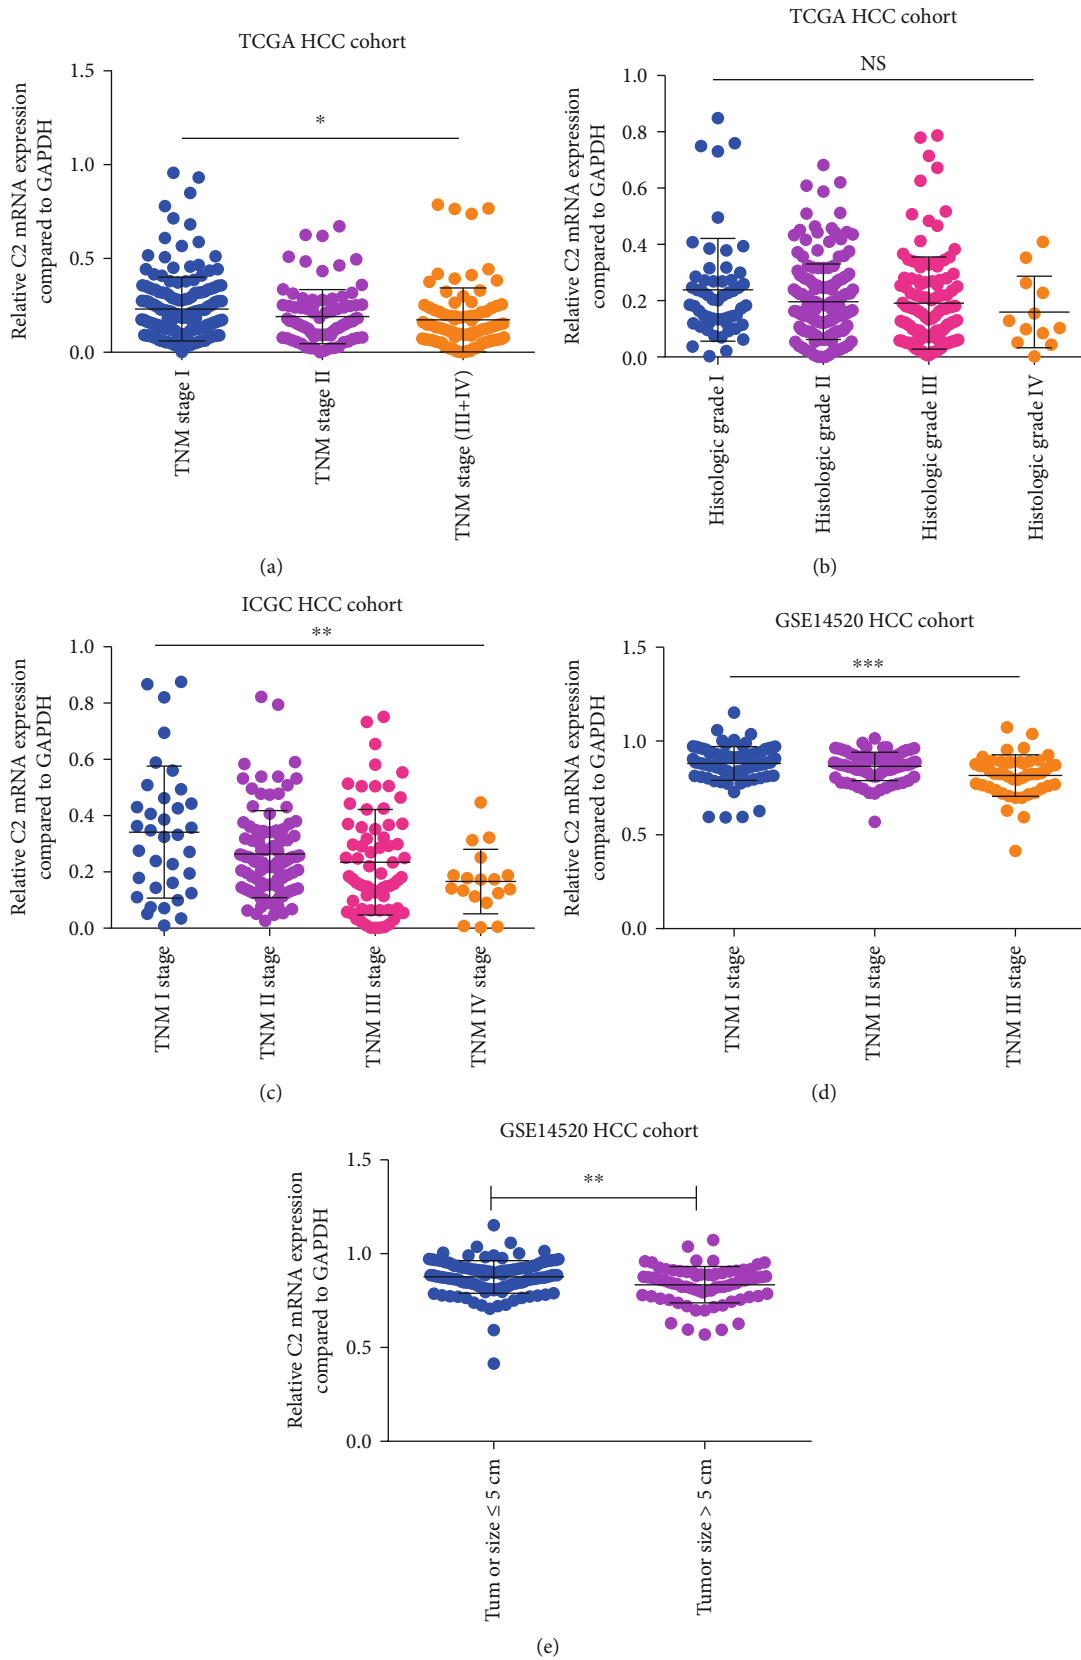 TCGA HCC cohort
Relative C2 mRNA expression
compared to GAPDH
1.5
1.0
0.5
0.0
*
TNM stage I
TNM stage II
TNM stage (III+IV)
(a)
TCGA HCC cohort
Relative C2 mRNA expression
compared to GAPDH
1.0
0.8
0.6
0.4
0.2
0.0
NS
Histologic grade I
Histologic grade II
Histologic grade III
Histologic grade IV
(b)
ICGC HCC cohort
Relative C2 mRNA expression
compared to GAPDH
1.0
0.8
0.6
0.4
0.2
0.0
**
TNM I stage
TNM II stage
TNM III stage
TNM IV stage
(c)
GSE14520 HCC cohort
Relative C2 mRNA expression
compared to GAPDH
1.5
1.0
0.5
0.0
***
TNM I stage
TNM II stage
TNM III stage
(d)
GSE14520 HCC cohort
Relative C2 mRNA expression
compared to GAPDH
1.5
1.0
0.5
0.0
**
Tum or size ≤ 5 cm
Tumor size > 5 cm
(e)